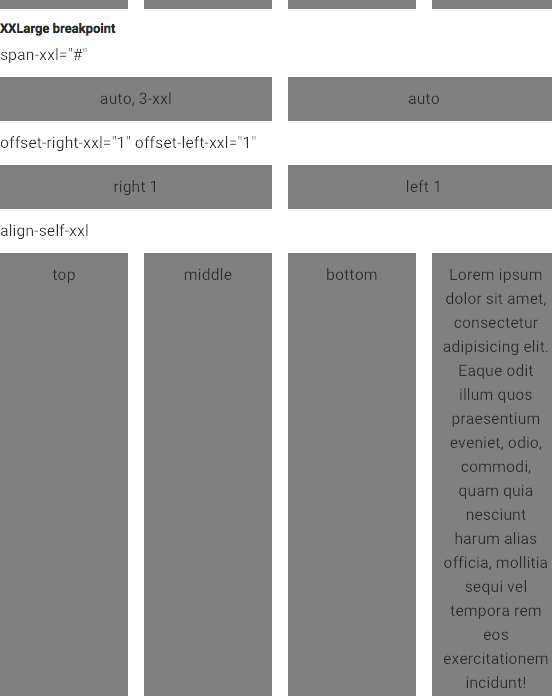 XXLarge breakpoint
span-xxl="#"
auto, 3-xxl
auto
offset-right-xxl="1" offset-left-xxl="1"
right 1
left 1
align-self-xxl
top
middle
bottom
Lorem ipsum
dolor sit amet,
consectetur
adipisicing elit.
Eaque odit
illum quos
praesentium
eveniet, odio,
commodi,
quam quia
nesciunt
harum alias
officia, mollitia
sequi vel
tempora rem
eos
exercitationem
incidunt!